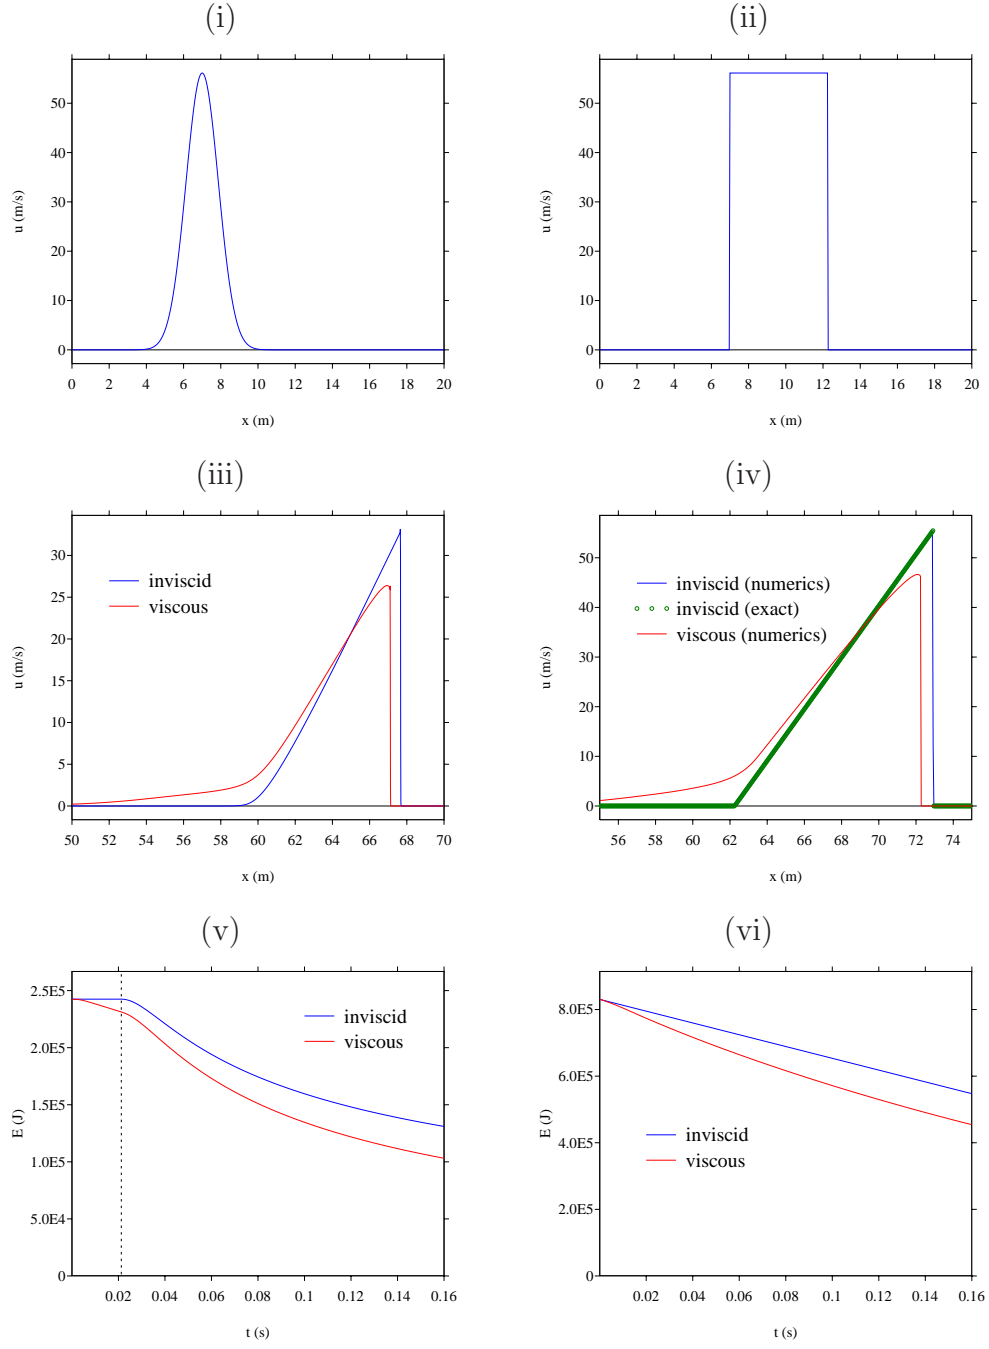 (i)
u (m/s)
50
40
30
20
10
0
0 2 4 6 8 10 12 14 16 18 20
x (m)
(ii)
u (m/s)
50
40
30
20
10
0
0 2 4 6 8 10 12 14 16 18 20
x (m)
(iii)
u (m/s)
30
25
20
15
10
5
0
inviscid
viscous
50 52 54 56 58 60 62 64 66 68 70
x (m)
(iv)
u (m/s)
50
40
30
20
10
0
inviscid (numerics)
inviscid (exact)
viscous (numerics)
56 58 60 62 64 66 68 70 72 74
x (m)
(v)
E (J)
2.5E5
2.0E5
1.5E5
1.0E5
5.0E4
0
inviscid
viscous
0.02 0.04 0.06 0.08 0.1 0.12 0.14 0.16
t (s)
(vi)
E (J)
8.0E5
6.0E5
4.0E5
2.0E5
0
inviscid
viscous
0.02 0.04 0.06 0.08 0.1 0.12 0.14 0.16
t (s)